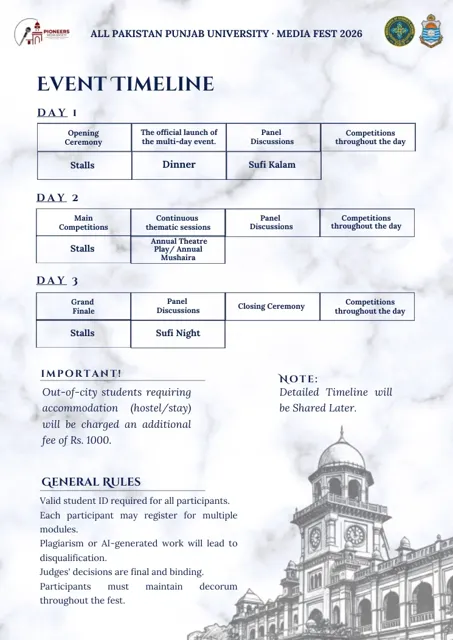 PIONEERS
ALL PAKISTAN PUNJAB UNIVERSITY · MEDIA FEST 2026
EVENT TIMELINE
DAY 1
Opening
Ceremony
The official launch of
the multi-day event.
Panel
Discussions
Competitions
throughout the day
Stalls
Dinner
Sufi Kalam
DAY 2
Main
Competitions
Continuous
thematic sessions
Panel
Discussions
Competitions
throughout the day
Stalls
Annual Theatre
Play/ Annual
Mushaira
DAY 3
Grand
Finale
Panel
Discussions
Closing Ceremony
Competitions
throughout the day
Stalls
Sufi Night
IMPORTANT!
Out-of-city students requiring
accommodation (hostel/stay)
will be charged an additional
fee of Rs. 1000.
NOTE:
Detailed Timeline will
be Shared Later.
GENERAL RULES
Valid student ID required for all participants.
Each participant may register for multiple
modules.
Plagiarism or AI-generated work will lead to
disqualification.
Judges' decisions are final and binding.
Participants must maintain decorum
throughout the fest.